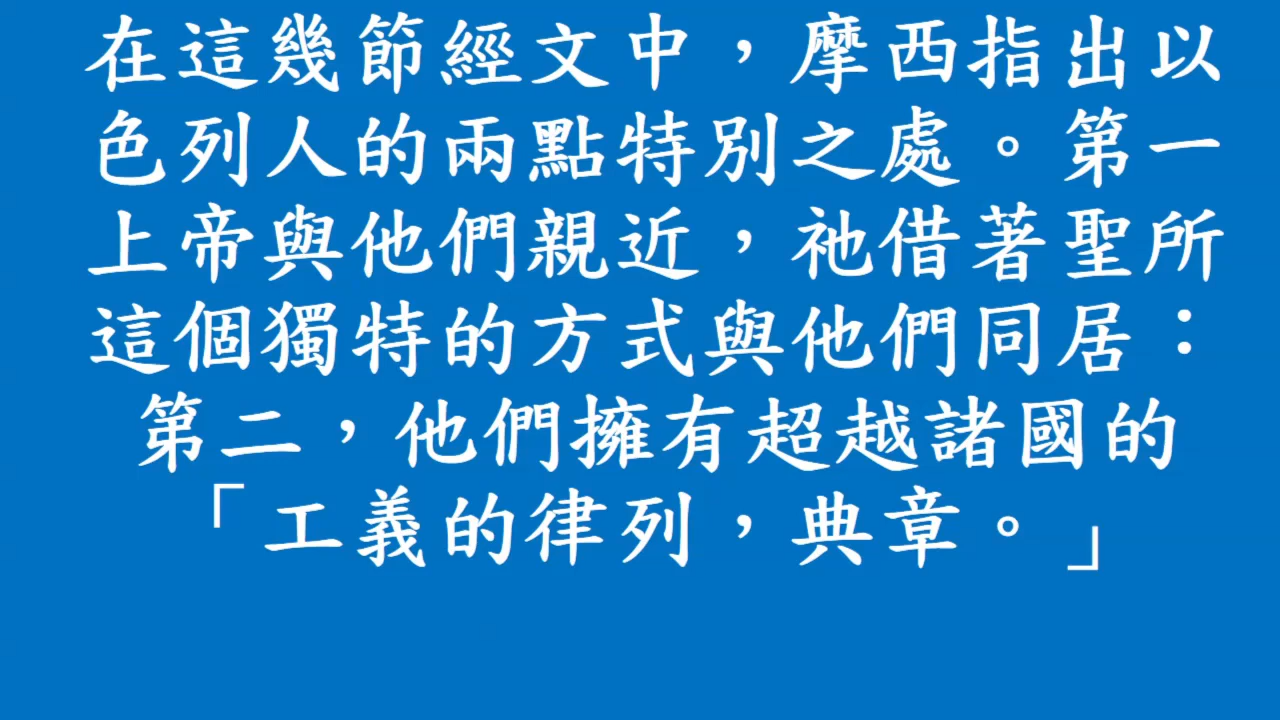 在這幾節經文中，摩西指出以
色列人的兩點特別之處。第一
上帝與他們親近，祂借著聖所
這個獨特的方式與他們同居：
第二，他們擁有超越諸國的
「工義的律列，典章。」